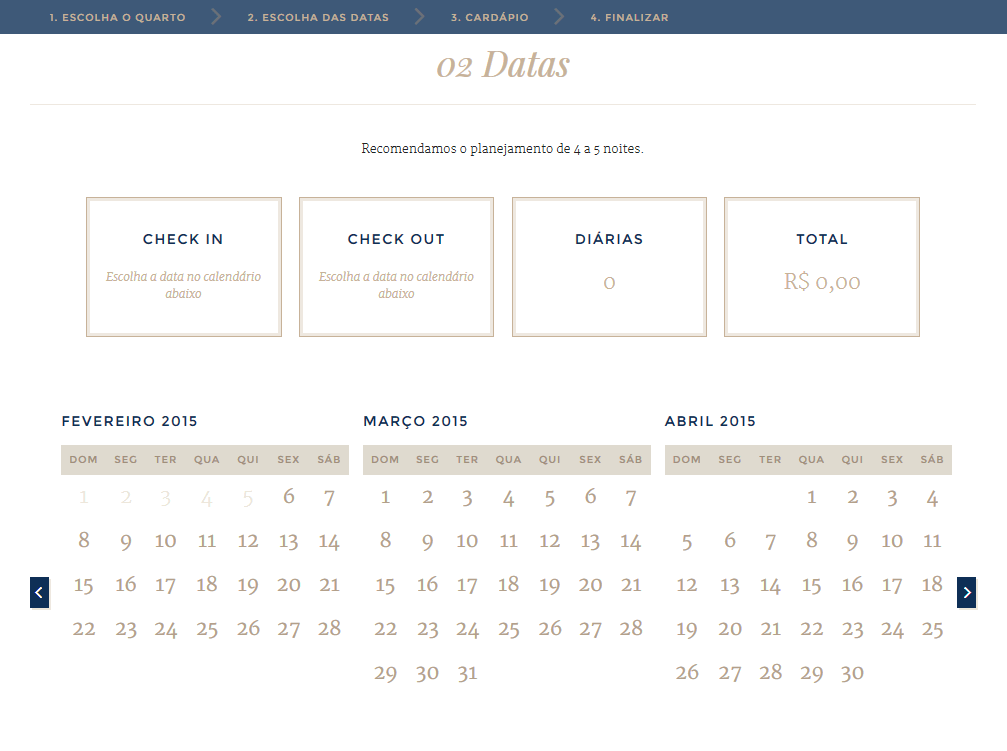 1. ESCOLHA O QUARTO 2. ESCOLHA DAS DATAS 3. CARDÁPIO 4. FINALIZAR
02 Datas
Recomendamos o planejamento de 4 a 5 noites.
CHECK IN
Escolha a data no calendário
abaixo
CHECK OUT
Escolha a data no calendário
abaixo
DIÁRIAS
0
TOTAL
R$ 0,00
FEVEREIRO 2015
DOM SEG TER QUA QUI SEX SÁB
1 2 3 4 5 6 7
8 9 10 11 12 13 14
15 16 17 18 19 20 21
22 23 24 25 26 27 28
MARÇO 2015
DOM SEG TER QUA QUI SEX SÁB
1 2 3 4 5 6 7
8 9 10 11 12 13 14
15 16 17 18 19 20 21
22 23 24 25 26 27 28
29 30 31
ABRIL 2015
DOM SEG TER QUA QUI SEX SÁB
1 2 3 4
5 6 7 8 9 10 11
12 13 14 15 16 17 18
19 20 21 22 23 24 25
26 27 28 29 30